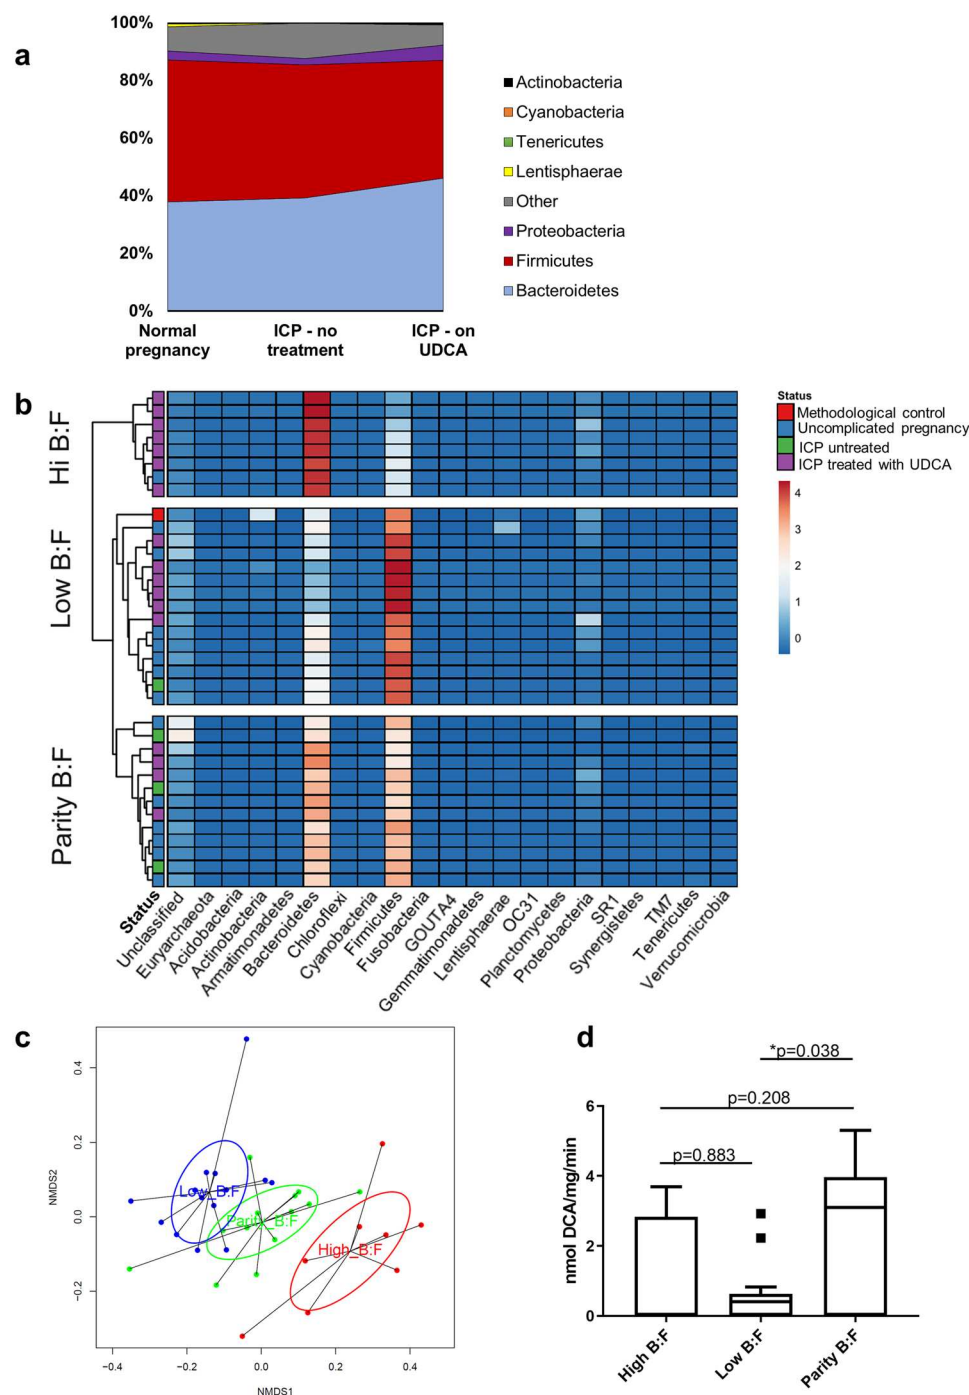 a
100%
80%
60%
40%
20%
0%
Normal
pregnancy
ICP - no
treatment
ICP - on
UDCA
Actinobacteria
Cyanobacteria
Tenericutes
Lentisphaerae
Other
Proteobacteria
Firmicutes
Bacteroidetes
b
Hi B:F
Low B:F
Parity B:F
Status
Methodological control
Uncomplicated pregnancy
ICP untreated
ICP treated with UDCA
4
3
2
1
0
Status
Unclassified
Euryarchaeota
Acidobacteria
Actinobacteria
Armatimonadetes
Bacteroidetes
Chloroflexi
Cyanobacteria
Firmicutes
Fusobacteria
GOUTA4
Gemmatimonadetes
Lentisphaerae
OC31
Planctomycetes
Proteobacteria
SR1
Synergistetes
TM7
Tenericutes
Verrucomicrobia
c
NMDS2
0.4
0.2
0.0
−0.2
Low_B:F
Parity_B:F
High_B:F
−0.4
−0.2
0.0
0.2
0.4
NMDS1
d
*p=0.038
p=0.208
p=0.883
nmol DCA/mg/min
6
4
2
0
High B:F
Low B:F
Parity B:F